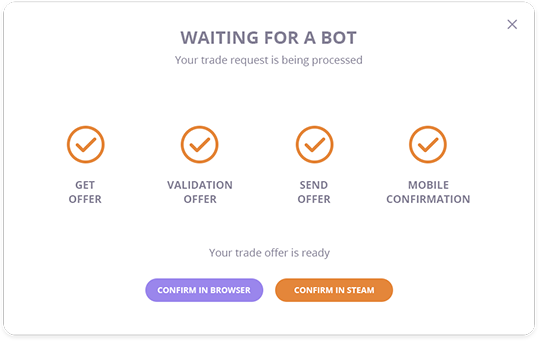 WAITING FOR A BOT
Your trade request is being processed
GET
OFFER
VALIDATION
OFFER
SEND
OFFER
MOBILE
CONFIRMATION
Your trade offer is ready
CONFIRM IN BROWSER
CONFIRM IN STEAM